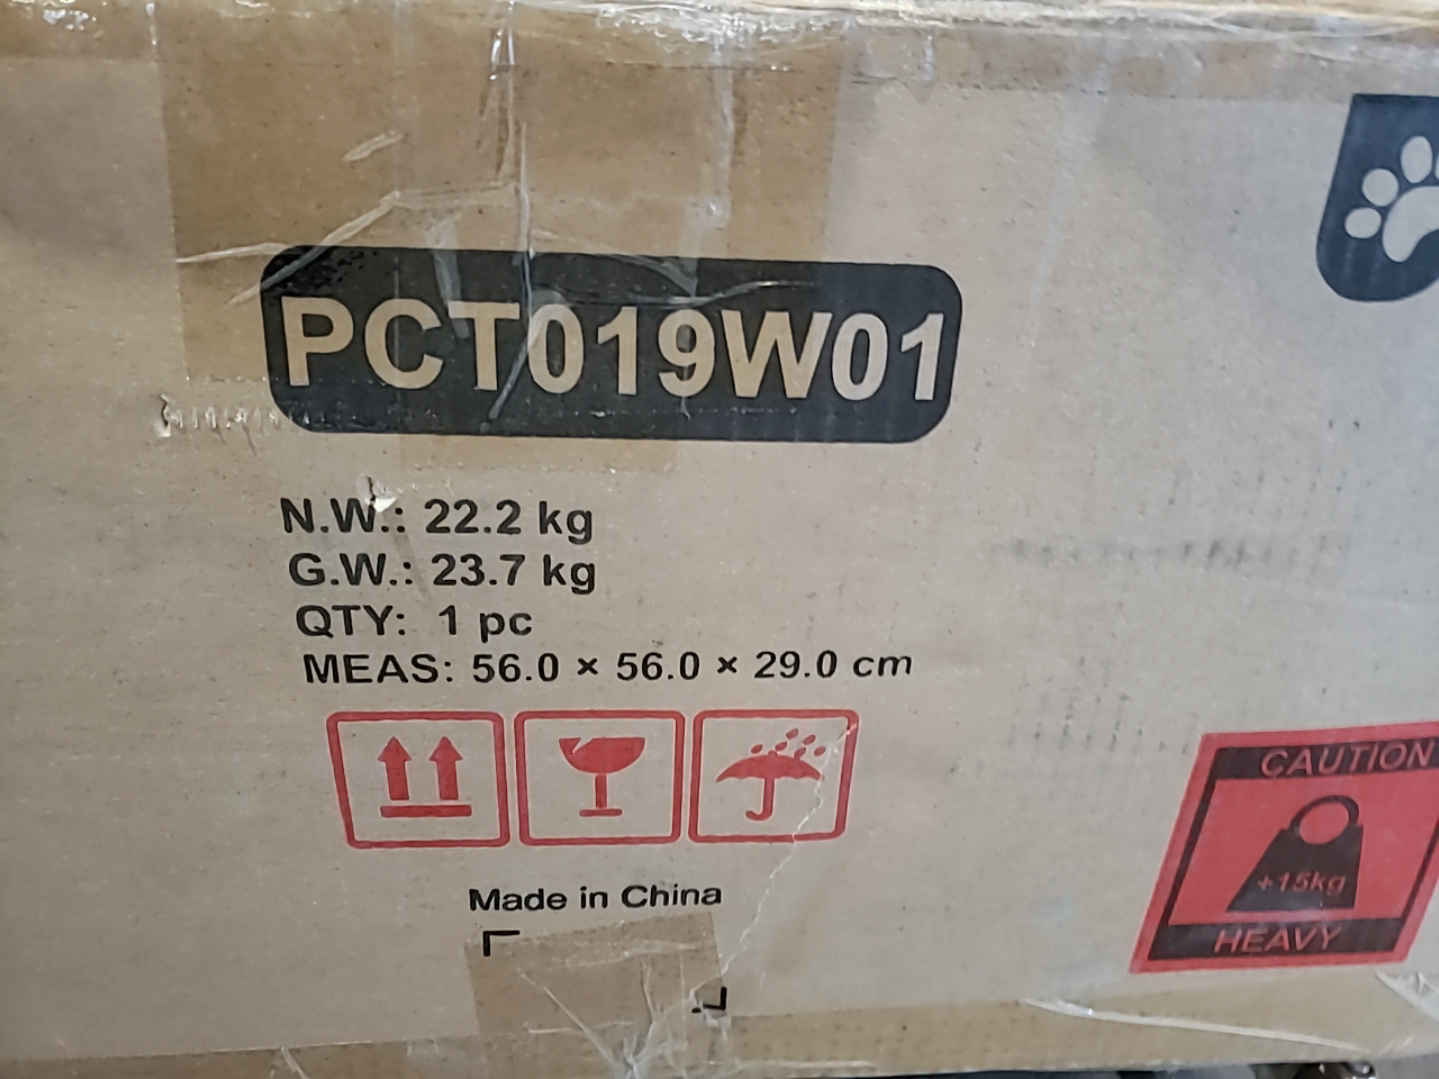 PCT019W01
N.W.: 22.2 kg
G.W.: 23.7 kg
QTY: 1 pc
MEAS: 56.0 × 56.0 × 29.0 cm
Made in China
CAUTION
+15kg
HEAVY